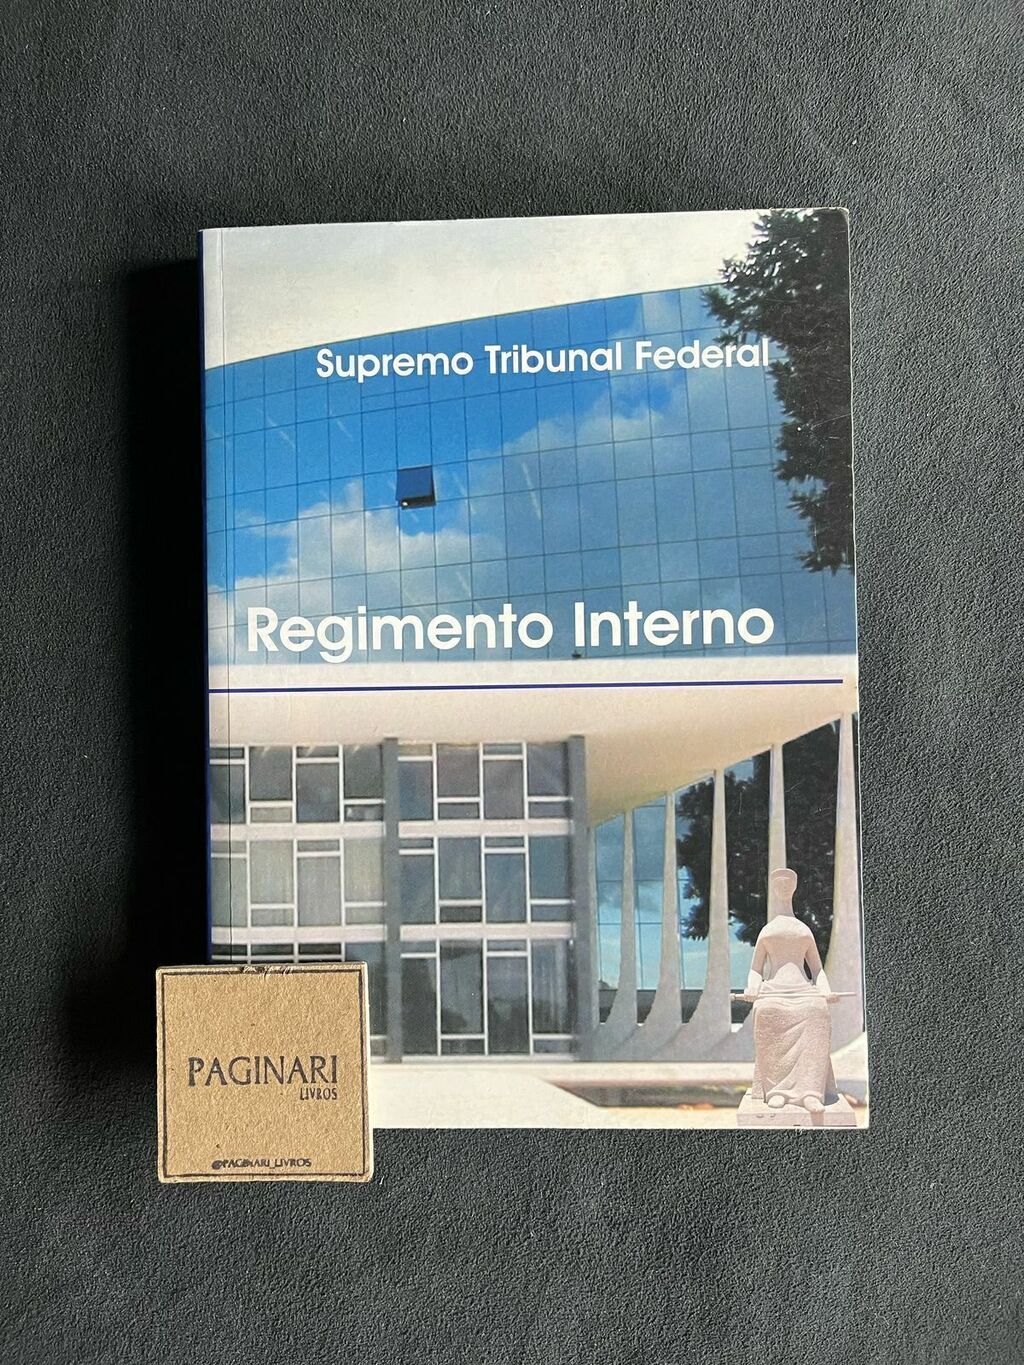 Supremo Tribunal Federal
Regimento Interno
PAGINARI
LIVROS
@PAGINARI_LIVROS